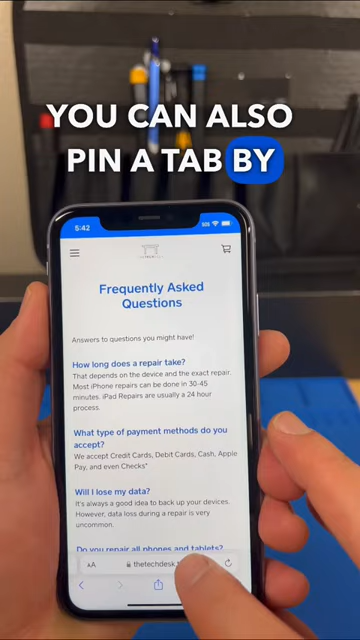 YOU CAN ALSO
PIN A TAB BY
5:42
SOS
Frequently Asked
Questions
Answers to questions you might have!
How long does a repair take?
That depends on the device and the exact repair.
Most iPhone repairs can be done in 30-45
minutes. iPad Repairs are usually a 24 hour
process.
What type of payment methods do you
accept?
We accept Credit Cards, Debit Cards, Cash, Apple
Pay, and even Checks*
Will I lose my data?
It's always a good idea to back up your devices.
However, data loss during a repair is very
uncommon.
Do you repair all phones and tablets?
AA
thetechdesk.